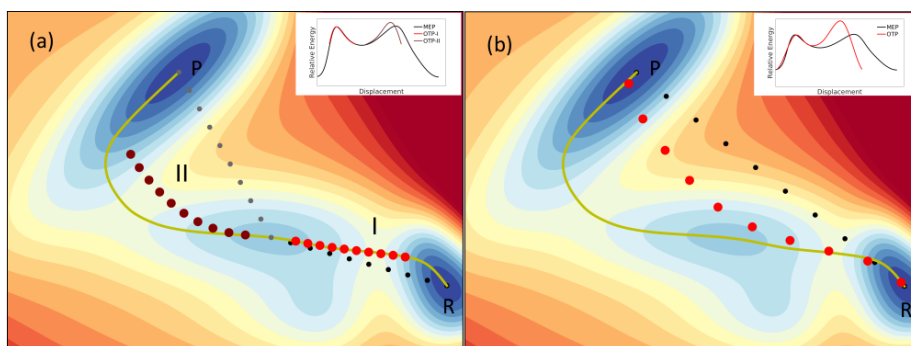 (a)
Relative Energy
MEP
OTP-I
OTP-II
Displacement
P
II
I
R
(b)
Relative Energy
MEP
OTP
Displacement
P
R